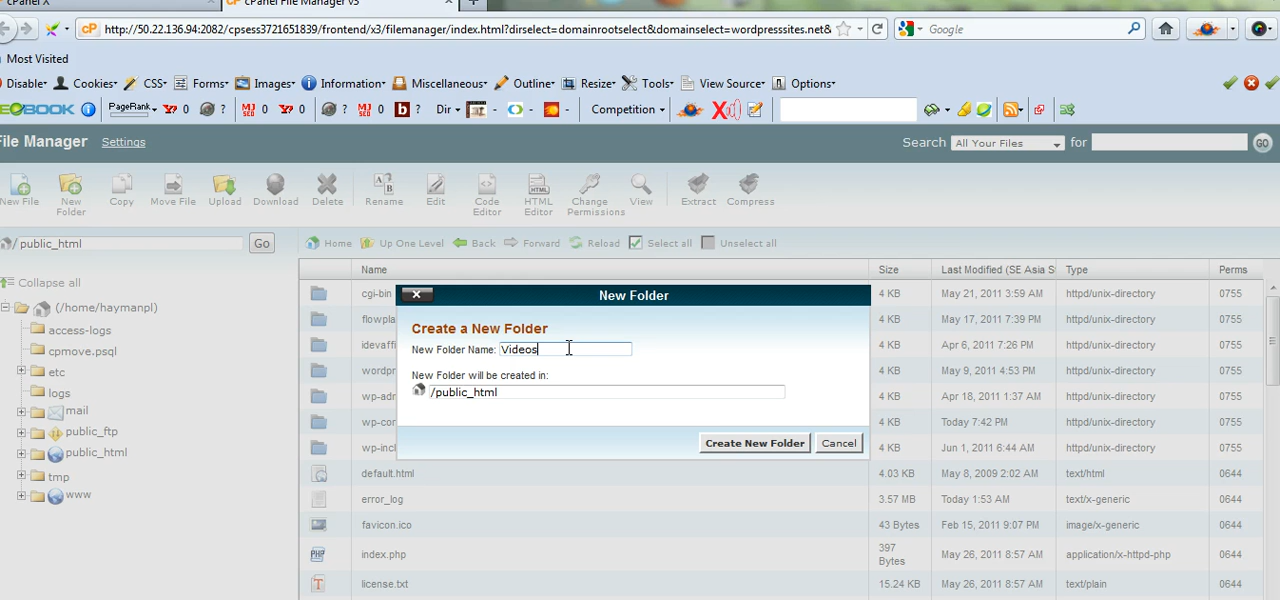 cPanel X
cPanel File Manager v3
http://50.22.136.94:2082/cpsess3721651839/frontend/x3/filemanager/index.html?dirselect=domainrootselect&domainselect=wordpresssites.net&
Google
Most Visited
Disable Cookies CSS Forms Images Information Miscellaneous Outline Resize Tools View Source Options
EOBOOK PageRank 0 ? 0 0 ? 0 ? Dir - - Competition
File Manager Settings Search All Your Files for GO
New File New Folder Copy Move File Upload Download Delete Rename Edit Code Editor HTML Editor Change Permissions View Extract Compress
/ public_html Go Home Up One Level Back Forward Reload Select all Unselect all
Collapse all
Name Size Last Modified (SE Asia S Type Perms
(/home/haymanpl)
access-logs
cpmove.psql
etc
logs
mail
public_ftp
public_html
tmp
www
cgi-bin 4 KB May 21, 2011 3:59 AM httpd/unix-directory 0755
flowpla 4 KB May 17, 2011 7:39 PM httpd/unix-directory 0755
idevaffi 4 KB Apr 6, 2011 7:26 PM httpd/unix-directory 0755
wordpr 4 KB May 9, 2011 4:53 PM httpd/unix-directory 0755
wp-adr 4 KB Apr 18, 2011 1:37 AM httpd/unix-directory 0755
wp-cor 4 KB Today 7:42 PM httpd/unix-directory 0755
wp-incl 4 KB Jun 1, 2011 6:44 AM httpd/unix-directory 0755
default.html 4.03 KB May 8, 2009 2:02 AM text/html 0644
error_log 3.57 MB Today 1:53 AM text/x-generic 0644
favicon.ico 43 Bytes Feb 15, 2011 9:07 PM image/x-generic 0644
index.php 397 Bytes May 26, 2011 8:57 AM application/x-httpd-php 0644
license.txt 15.24 KB May 26, 2011 8:57 AM text/plain 0644
New Folder
Create a New Folder
New Folder Name: Videos
New Folder will be created in:
/public_html
Create New Folder Cancel